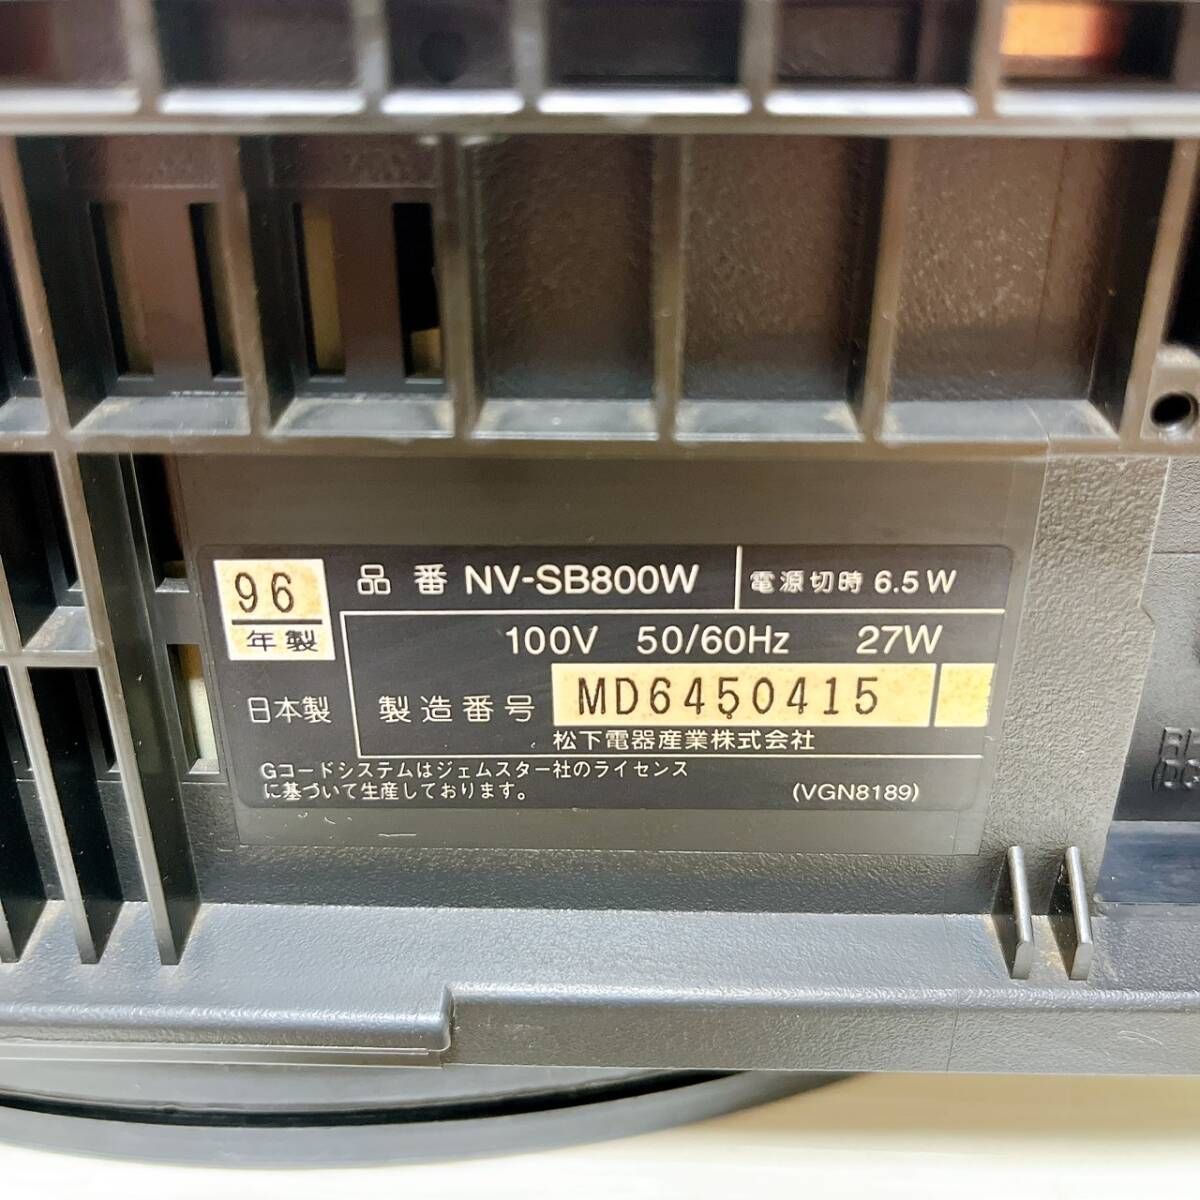 96
年製
品番 NV-SB800W
電源切時 6.5W
100V 50/60Hz 27W
日本製
製造番号 MD6450415
松下電器産業株式会社
Gコードシステムはジェムスター社のライセンス
に基づいて生産しております。
(VGN8189)